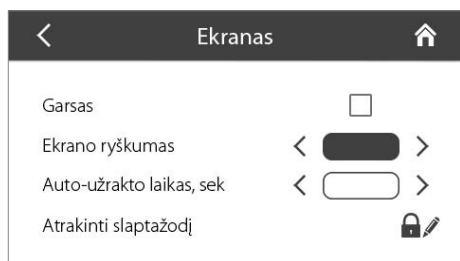 Ekranas
Garsas
Ekrano ryškumas
Auto-užrakto laikas, sek
Atrakinti slaptažodį